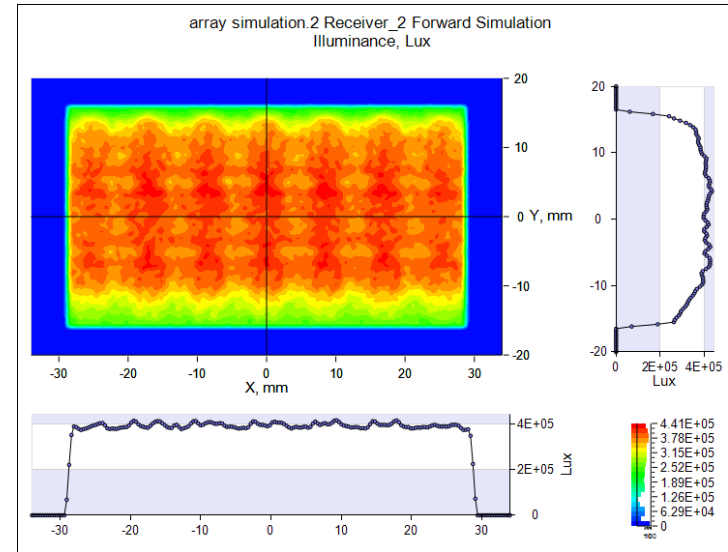 array simulation.2 Receiver_2 Forward Simulation
Illuminance, Lux
20
10
0 Y, mm
-10
-20
-30 -20 -10 0 10 20 30
X, mm
20
10
0
-10
-20
0 2E+05 4E+05
Lux
4E+05
2E+05
0
Lux
-30 -20 -10 0 10 20 30
4.41E+05
3.78E+05
3.15E+05
2.52E+05
1.89E+05
1.26E+05
6.29E+04
0